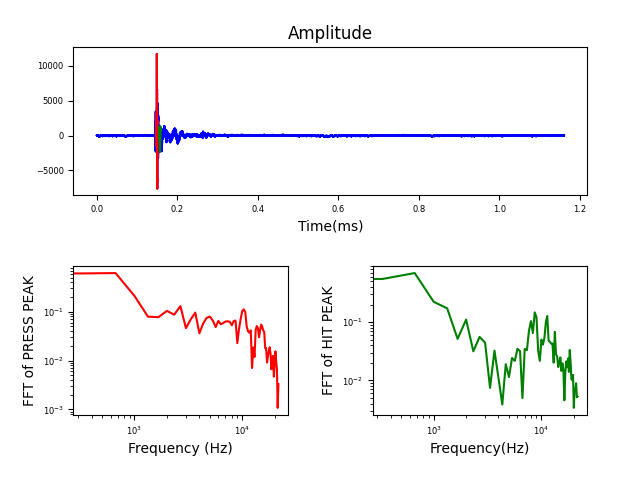 Amplitude
10000
5000
0
−5000
0.0 0.2 0.4 0.6 0.8 1.0 1.2
Time(ms)
FFT of PRESS PEAK
10⁻¹
10⁻²
10⁻³
10³ 10⁴
Frequency (Hz)
FFT of HIT PEAK
10⁻¹
10⁻²
10³ 10⁴
Frequency(Hz)